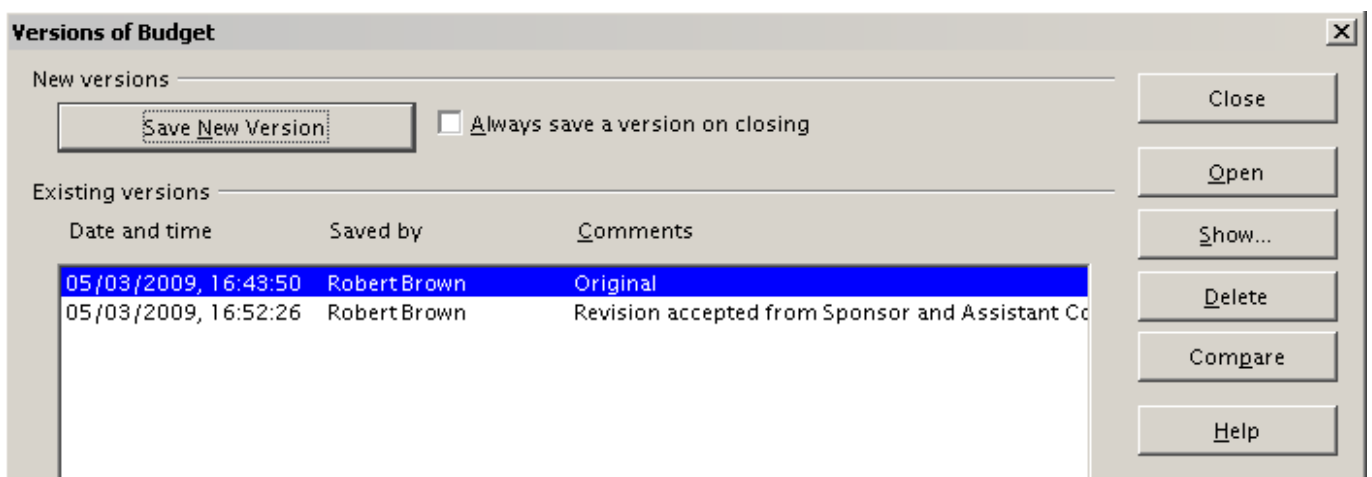 Versions of Budget
New versions
Save New Version
Always save a version on closing
Close
Open
Existing versions
Date and time Saved by Comments
Show...
05/03/2009, 16:43:50 Robert Brown Original
Delete
05/03/2009, 16:52:26 Robert Brown Revision accepted from Sponsor and Assistant
Compare
Help